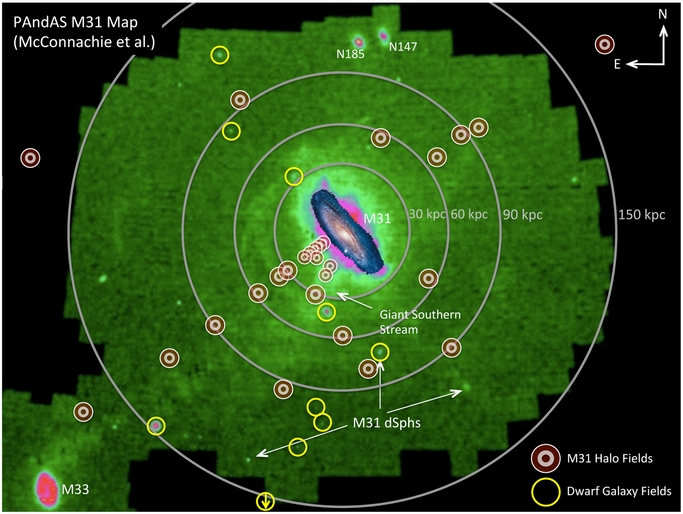 PAndAS M31 Map
(McConnachie et al.)
N185
N147
N
E
M31
30 kpc
60 kpc
90 kpc
150 kpc
Giant Southern
Stream
M31 dSphs
M33
M31 Halo Fields
Dwarf Galaxy Fields